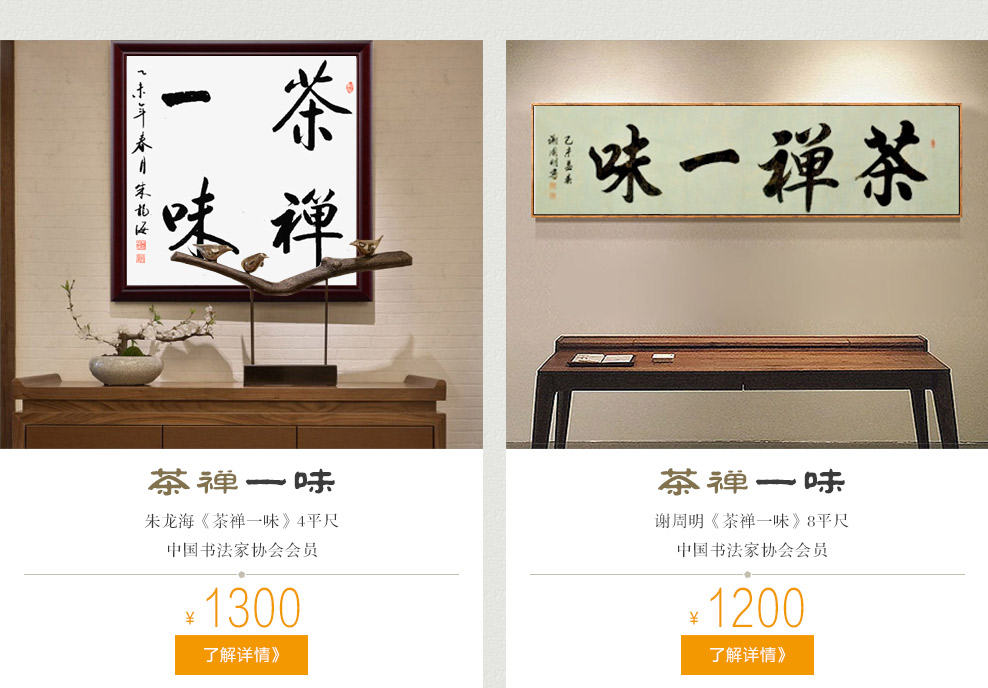 茶禅
一味
乙未年春月朱龙海
茶禅一味
谢周明书
茶禅一味
朱龙海《茶禅一味》4平尺
中国书法家协会会员
¥ 1300
了解详情》
茶禅一味
谢周明《茶禅一味》8平尺
中国书法家协会会员
¥ 1200
了解详情》